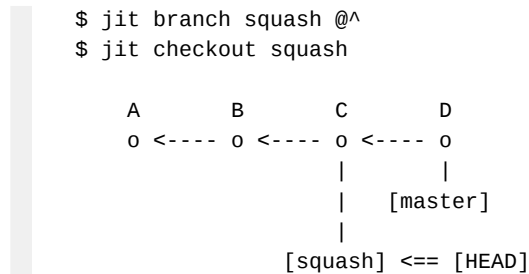 $ jit branch squash @^
$ jit checkout squash
A B C D
o <---- o <---- o <---- o
| |
| [master]
|
[squash] <== [HEAD]